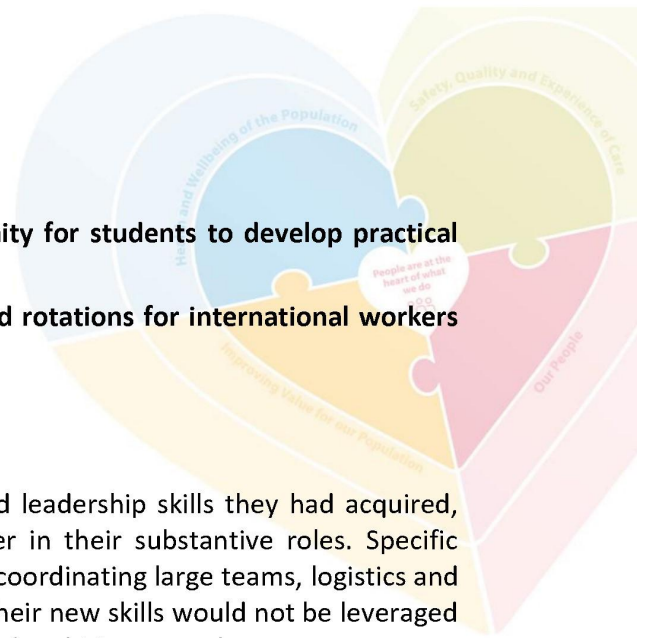 Safety, Quality and Experience of Care
Health and Wellbeing of the Population
ity for students to develop practical
People are at the
heart of what
we do
d rotations for international workers
Improving Value for our Population
Our People
d leadership skills they had acquired,
er in their substantive roles. Specific
coordinating large teams, logistics and
heir new skills would not be leveraged